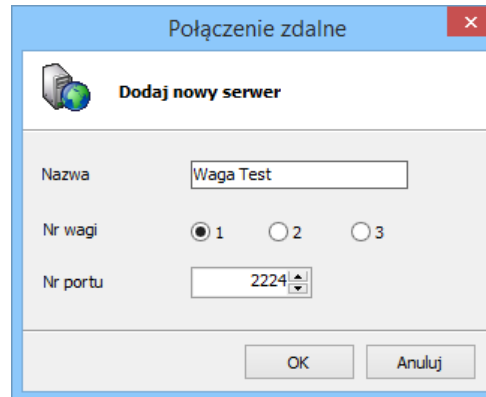 Połączenie zdalne
Dodaj nowy serwer
Nazwa Waga Test
Nr wagi 1 2 3
Nr portu 2224
OK Anuluj